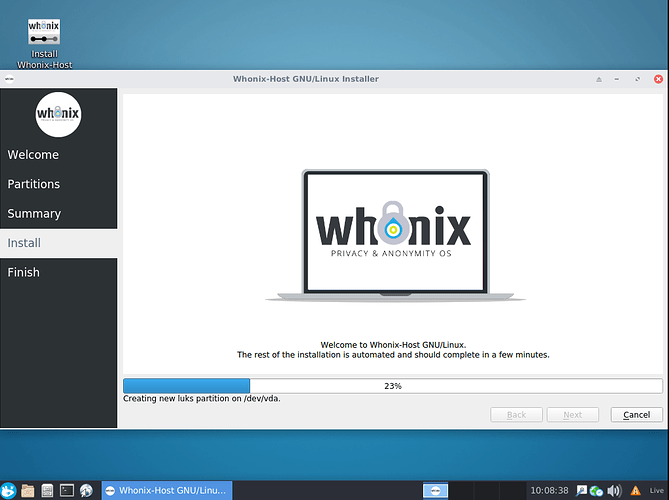 whonix
Install
Whonix-Host
Whonix-Host GNU/Linux Installer
whonix
PRIVACY & ANONYMITY OS
Welcome
Partitions
Summary
Install
Finish
whonix
PRIVACY & ANONYMITY OS
Welcome to Whonix-Host GNU/Linux.
The rest of the installation is automated and should complete in a few minutes.
23%
Creating new luks partition on /dev/vda.
Back
Next
Cancel
Whonix-Host GNU/Linu...
10:08:38
Live